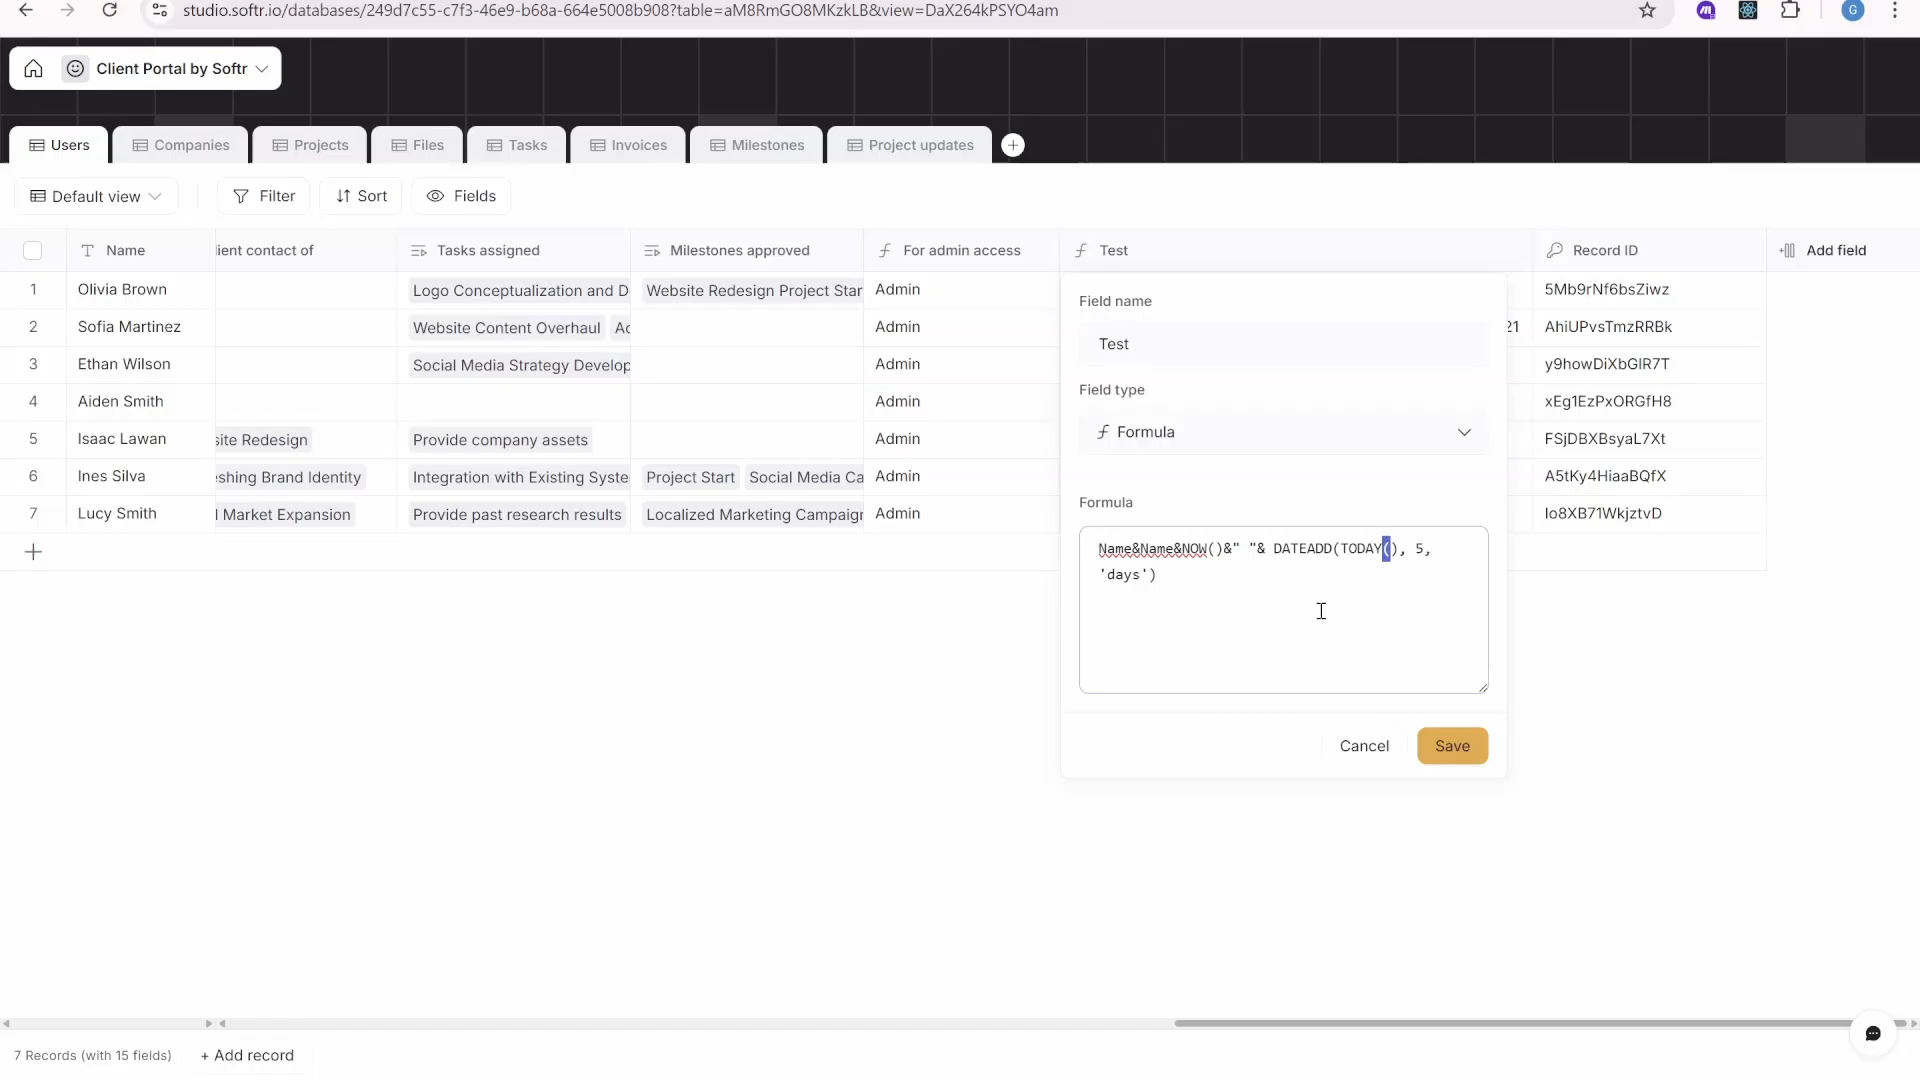 studio.softr.io/databases/249d7c55-c7f3-46e9-b68a-664e5008b908?table=aM8RmGO8MKzkLB&view=DaX264kPSYO4am
G
Client Portal by Softr
Users Companies Projects Files Tasks Invoices Milestones Project updates
Default view Filter Sort Fields
Name ient contact of Tasks assigned Milestones approved For admin access Test Record ID Add field
1 Olivia Brown Logo Conceptualization and D Website Redesign Project Star Admin 5Mb9rNf6bsZiwz
2 Sofia Martinez Website Content Overhaul Ac Admin 21 AhiUPvsTmzRRBk
3 Ethan Wilson Social Media Strategy Develop Admin y9howDiXbGlR7T
4 Aiden Smith Admin xEg1EzPxORGfH8
5 Isaac Lawan site Redesign Provide company assets Admin FSjDBXBsyaL7Xt
6 Ines Silva shing Brand Identity Integration with Existing Syste Project Start Social Media Ca Admin A5tKy4HiaaBQfX
7 Lucy Smith l Market Expansion Provide past research results Localized Marketing Campaign Admin Io8XB71WkjztvD
Field name
Test
Field type
Formula
Formula
Name&Name&NOW()&" "& DATEADD(TODAY(), 5,
'days')
Cancel Save
7 Records (with 15 fields) + Add record